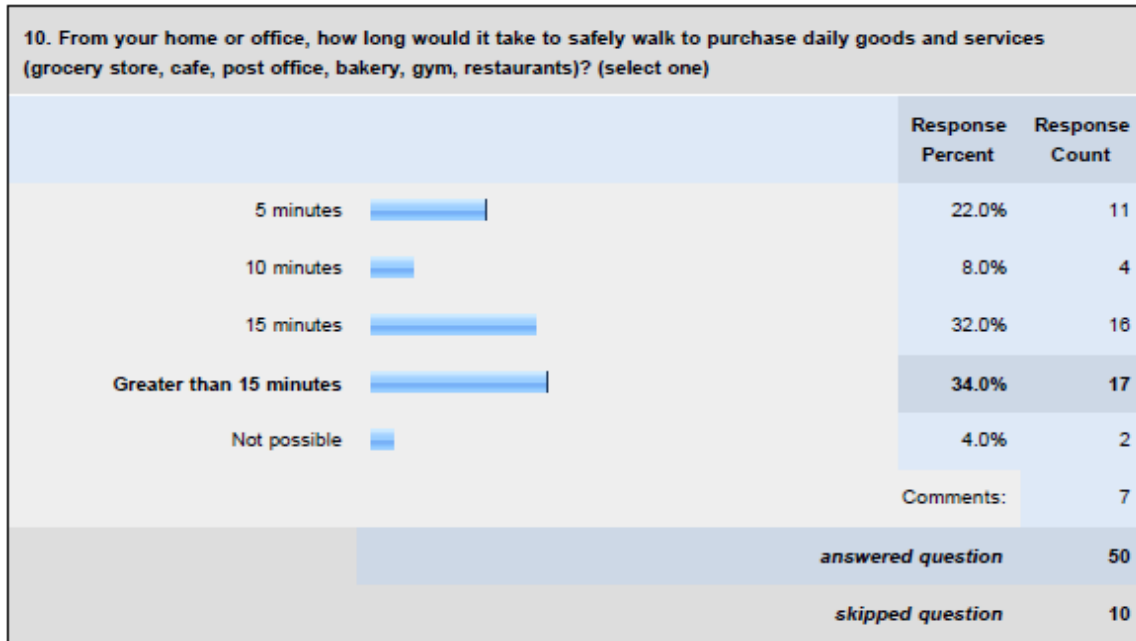 10. From your home or office, how long would it take to safely walk to purchase daily goods and services
(grocery store, cafe, post office, bakery, gym, restaurants)? (select one)
Response Percent Response Count
5 minutes 22.0% 11
10 minutes 8.0% 4
15 minutes 32.0% 16
Greater than 15 minutes 34.0% 17
Not possible 4.0% 2
Comments: 7
answered question 50
skipped question 10